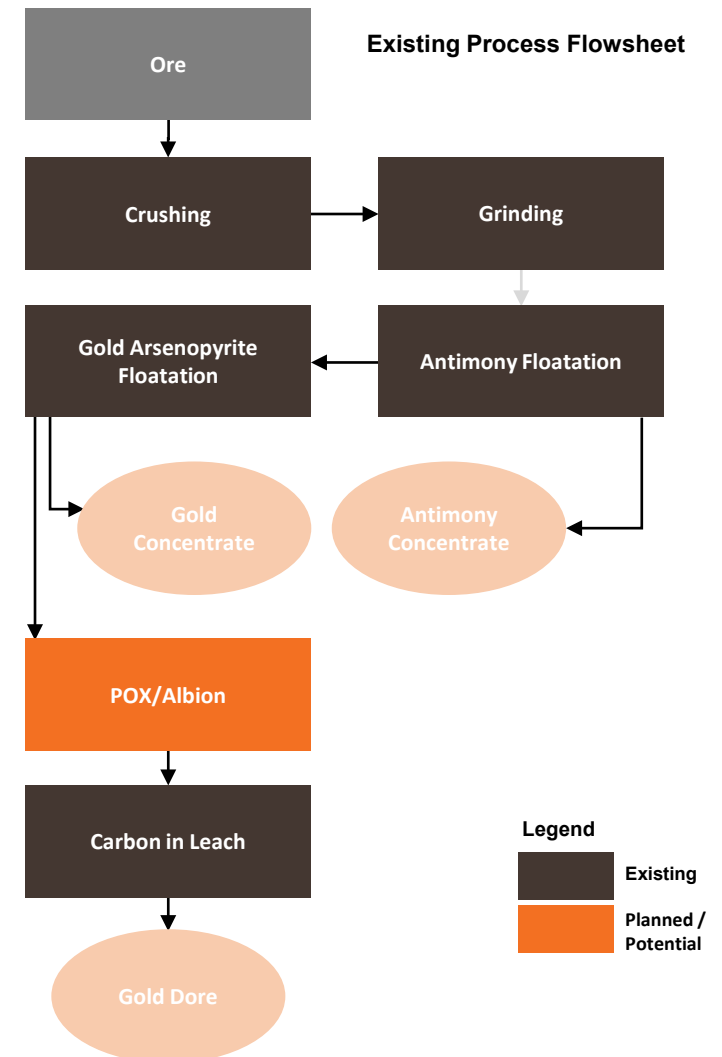 Existing Process Flowsheet
Ore
Crushing
Grinding
Gold Arsenopyrite
Floatation
Antimony Floatation
Gold
Concentrate
Antimony
Concentrate
POX/Albion
Carbon in Leach
Gold Dore
Legend
Existing
Planned /
Potential